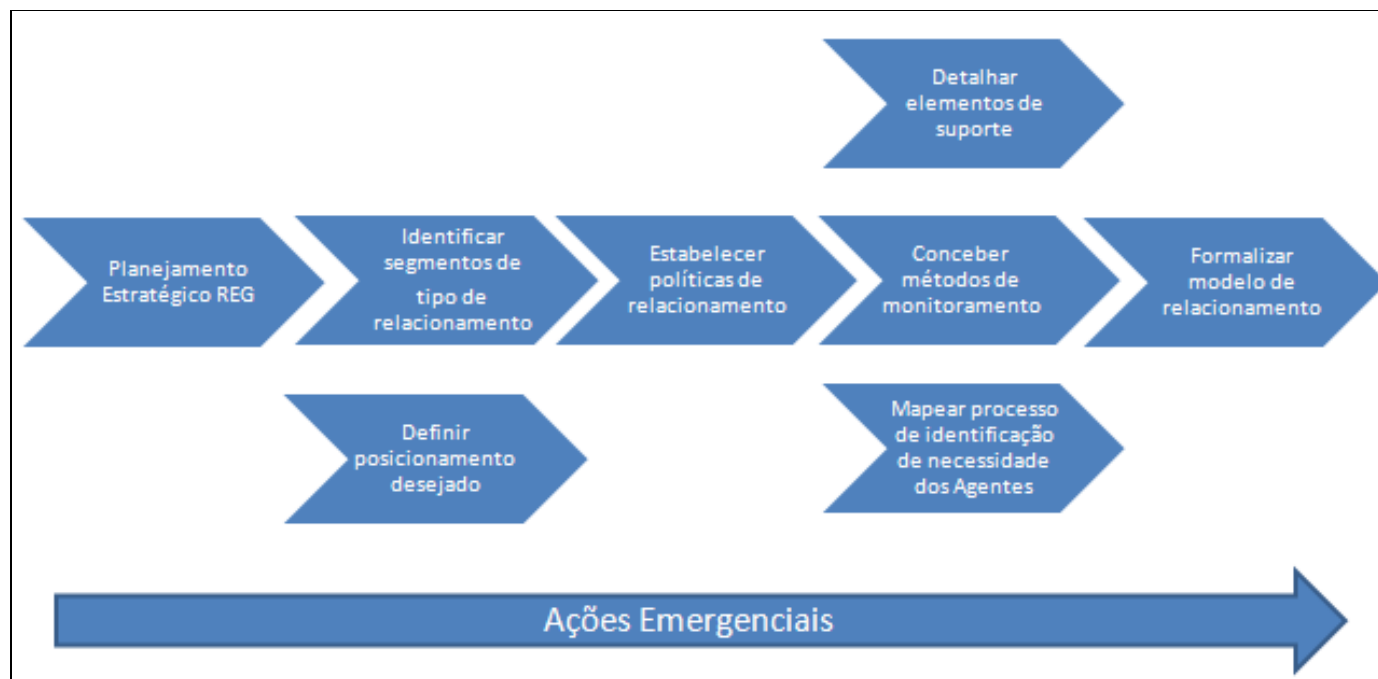 Detalhar
elementos de
suporte
Planejamento
Estratégico REG
Identificar
segmentos de
tipo de
relacionamento
Estabelecer
políticas de
relacionamento
Conceber
métodos de
monitoramento
Formalizar
modelo de
relacionamento
Definir
posicionamento
desejado
Mapear processo
de identificação
de necessidade
dos Agentes
Ações Emergenciais